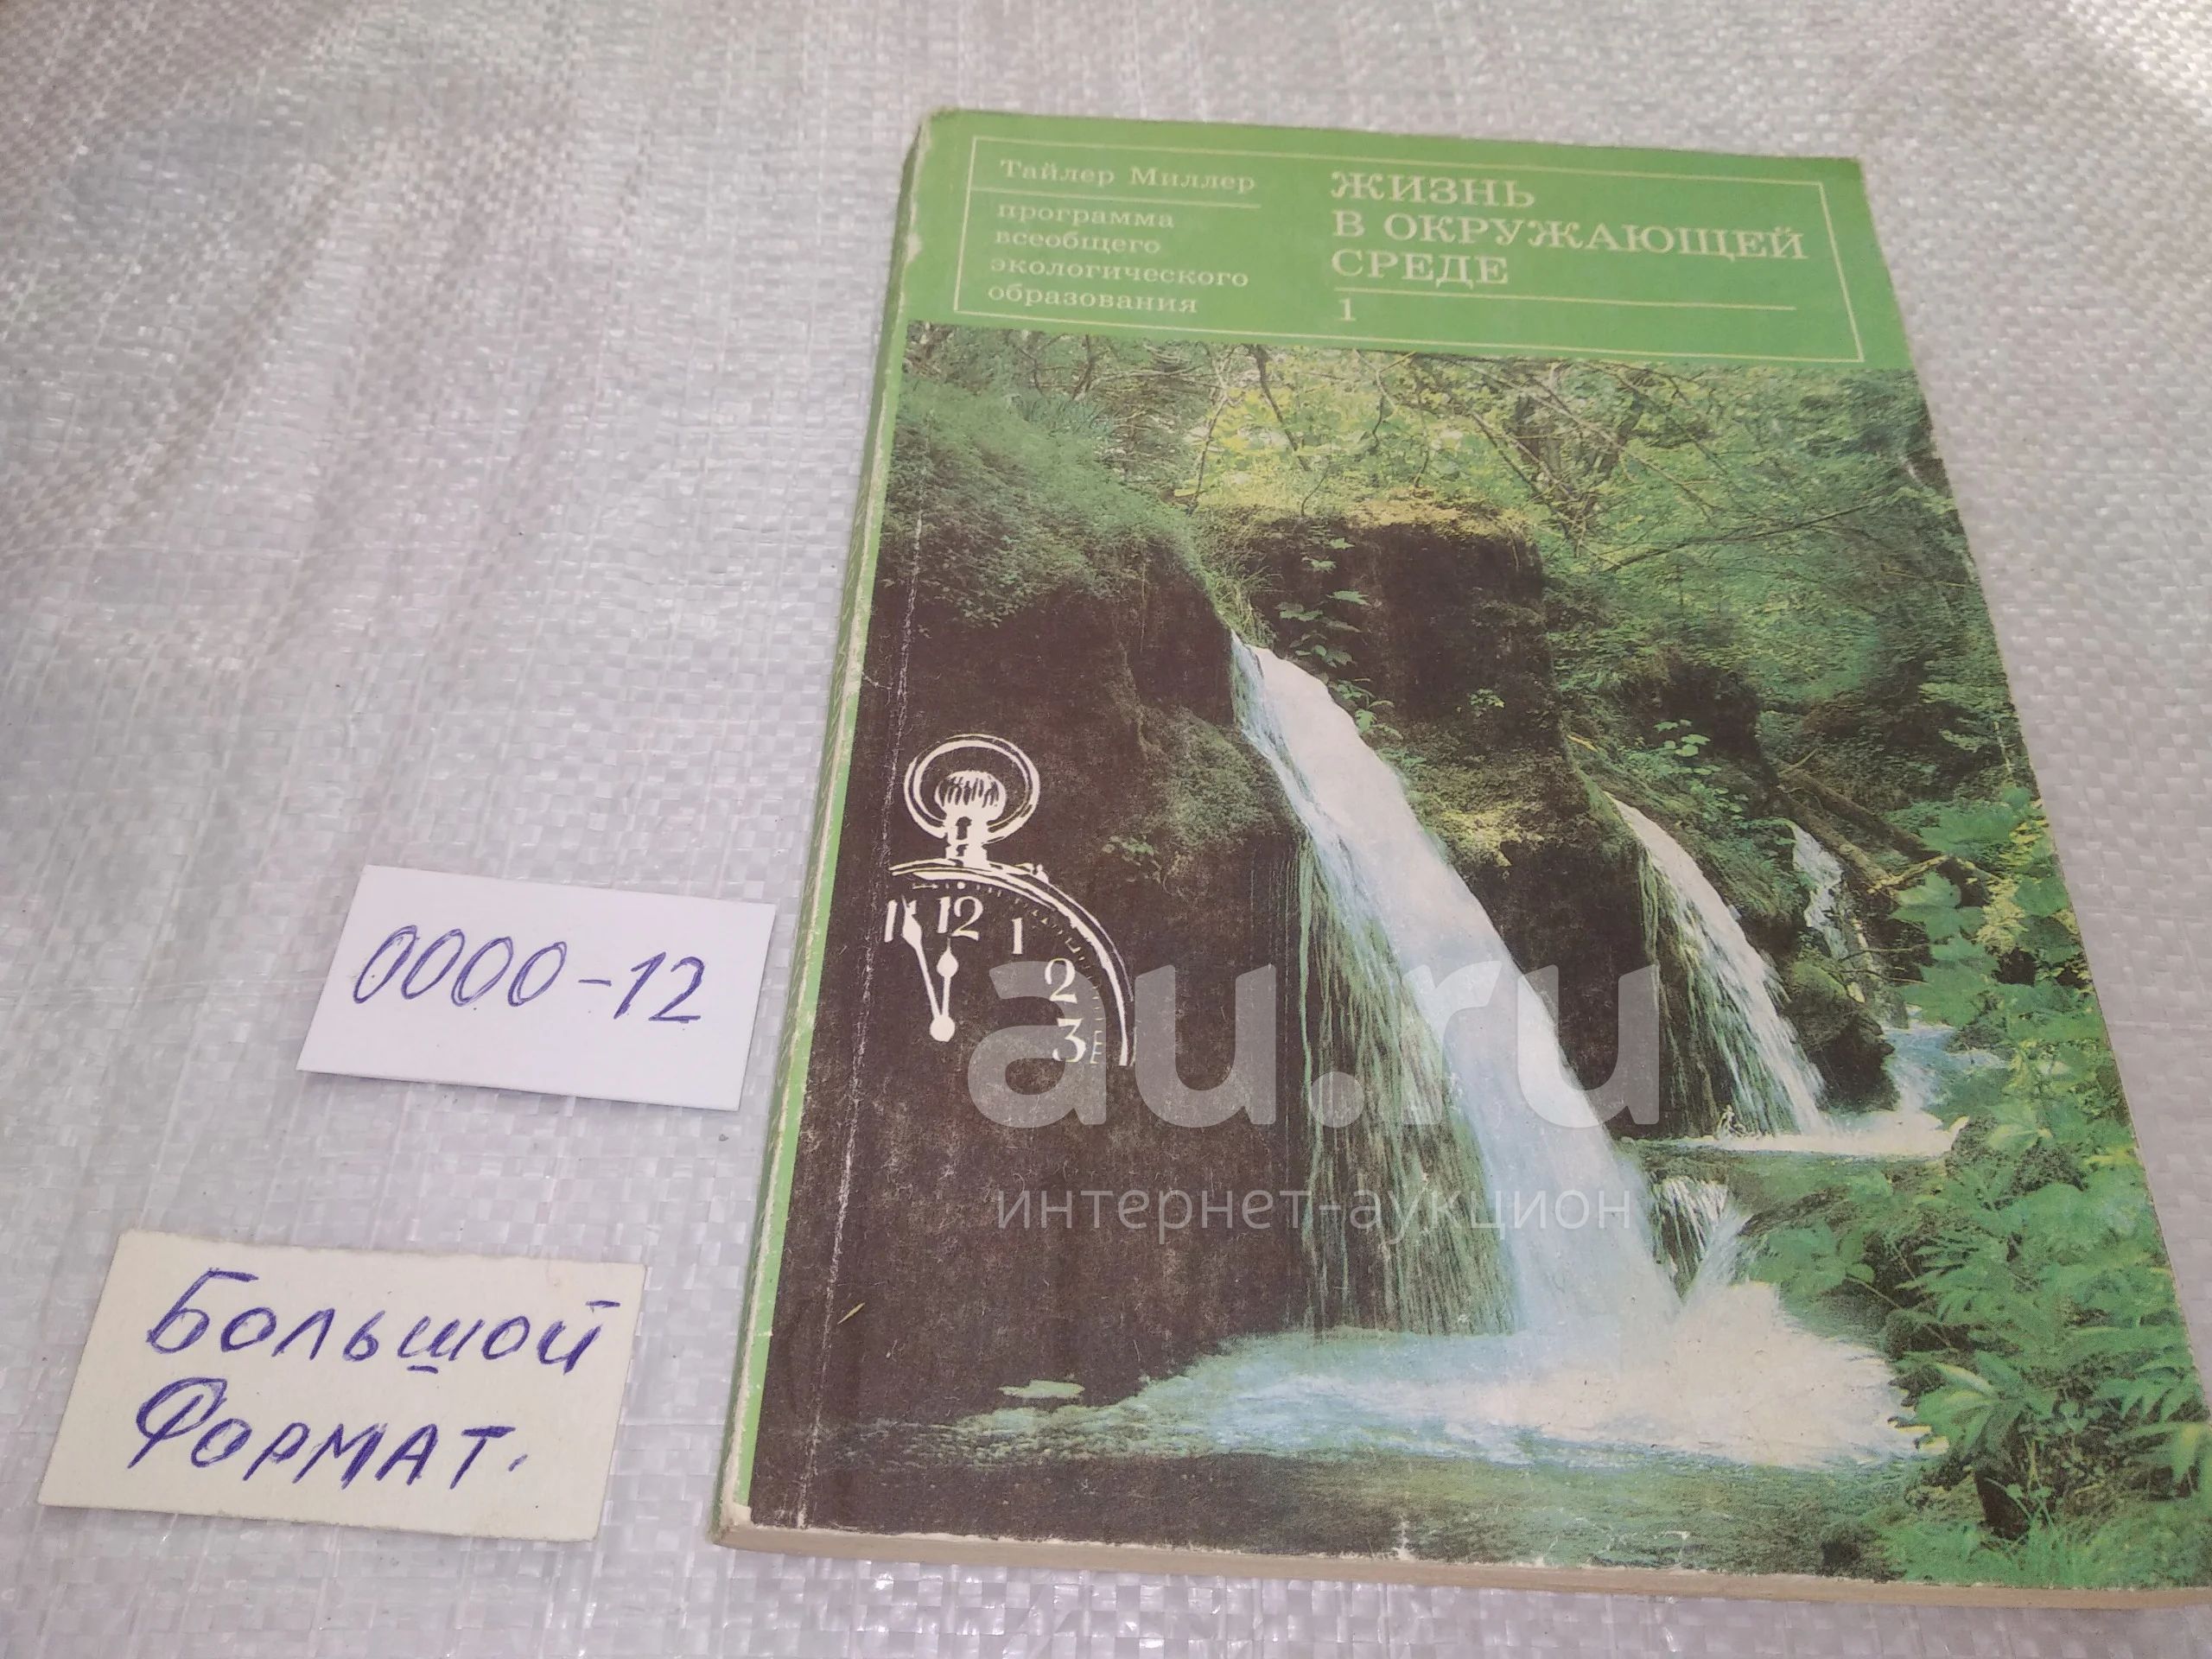 Тайлер Миллер
программа
всеобщего
экологического
образования
ЖИЗНЬ
В ОКРУЖАЮЩЕЙ
СРЕДЕ
1
11 12 1
2
3
0000-12
au.ru
интернет-аукцион
Большой
Формат.